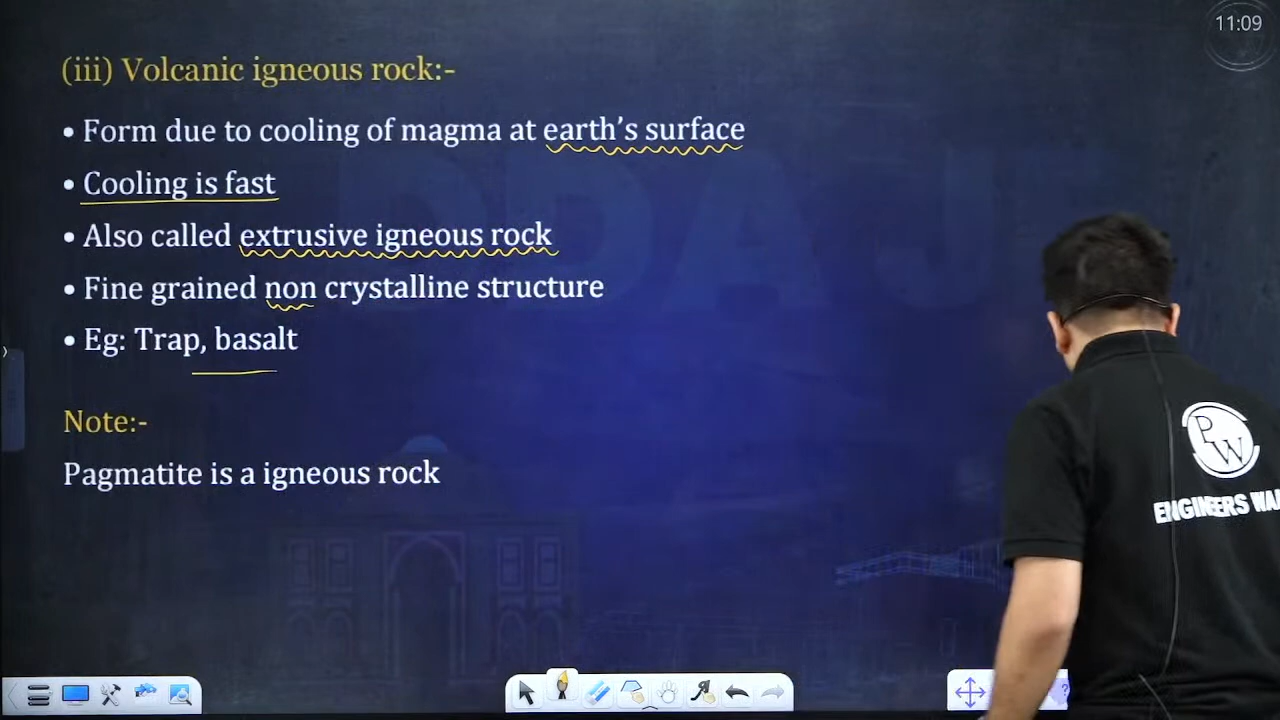 11:09
(iii) Volcanic igneous rock:-
• Form due to cooling of magma at earth's surface
• Cooling is fast
• Also called extrusive igneous rock
• Fine grained non crystalline structure
• Eg: Trap, basalt
Note:-
Pagmatite is a igneous rock
PW
ENGINEERS WA